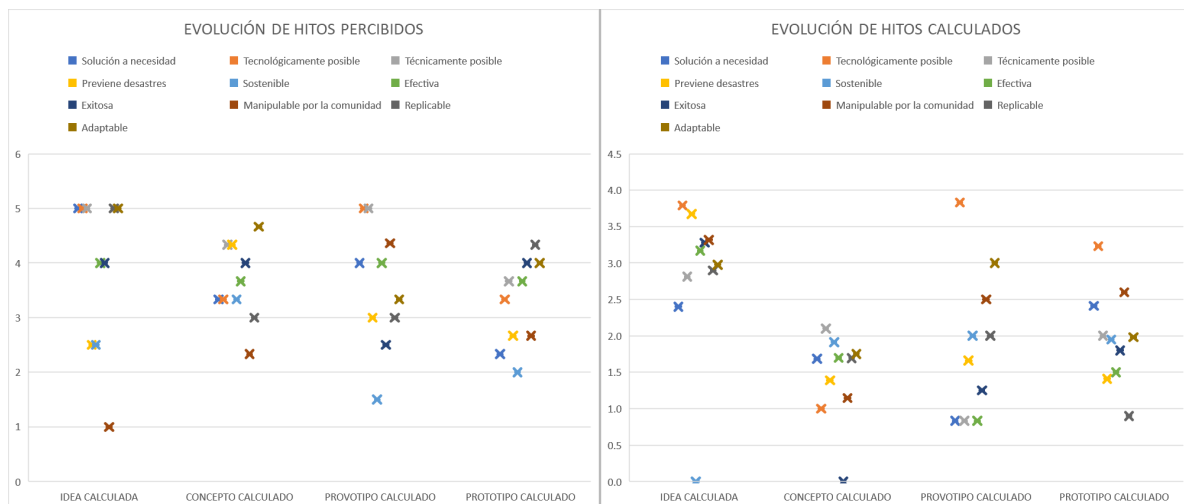 EVOLUCIÓN DE HITOS PERCIBIDOS
Solución a necesidad Tecnológicamente posible Técnicamente posible
Previene desastres Sostenible Efectiva
Exitosa Manipulable por la comunidad Replicable
Adaptable
6
5
4
3
2
1
0
IDEA CALCULADA CONCEPTO CALCULADO PROVOTIPO CALCULADO PROTOTIPO CALCULADO
EVOLUCIÓN DE HITOS CALCULADOS
Solución a necesidad Tecnológicamente posible Técnicamente posible
Previene desastres Sostenible Efectiva
Exitosa Manipulable por la comunidad Replicable
Adaptable
4.5
4.0
3.5
3.0
2.5
2.0
1.5
1.0
0.5
0.0
IDEA CALCULADA CONCEPTO CALCULADO PROVOTIPO CALCULADO PROTOTIPO CALCULADO